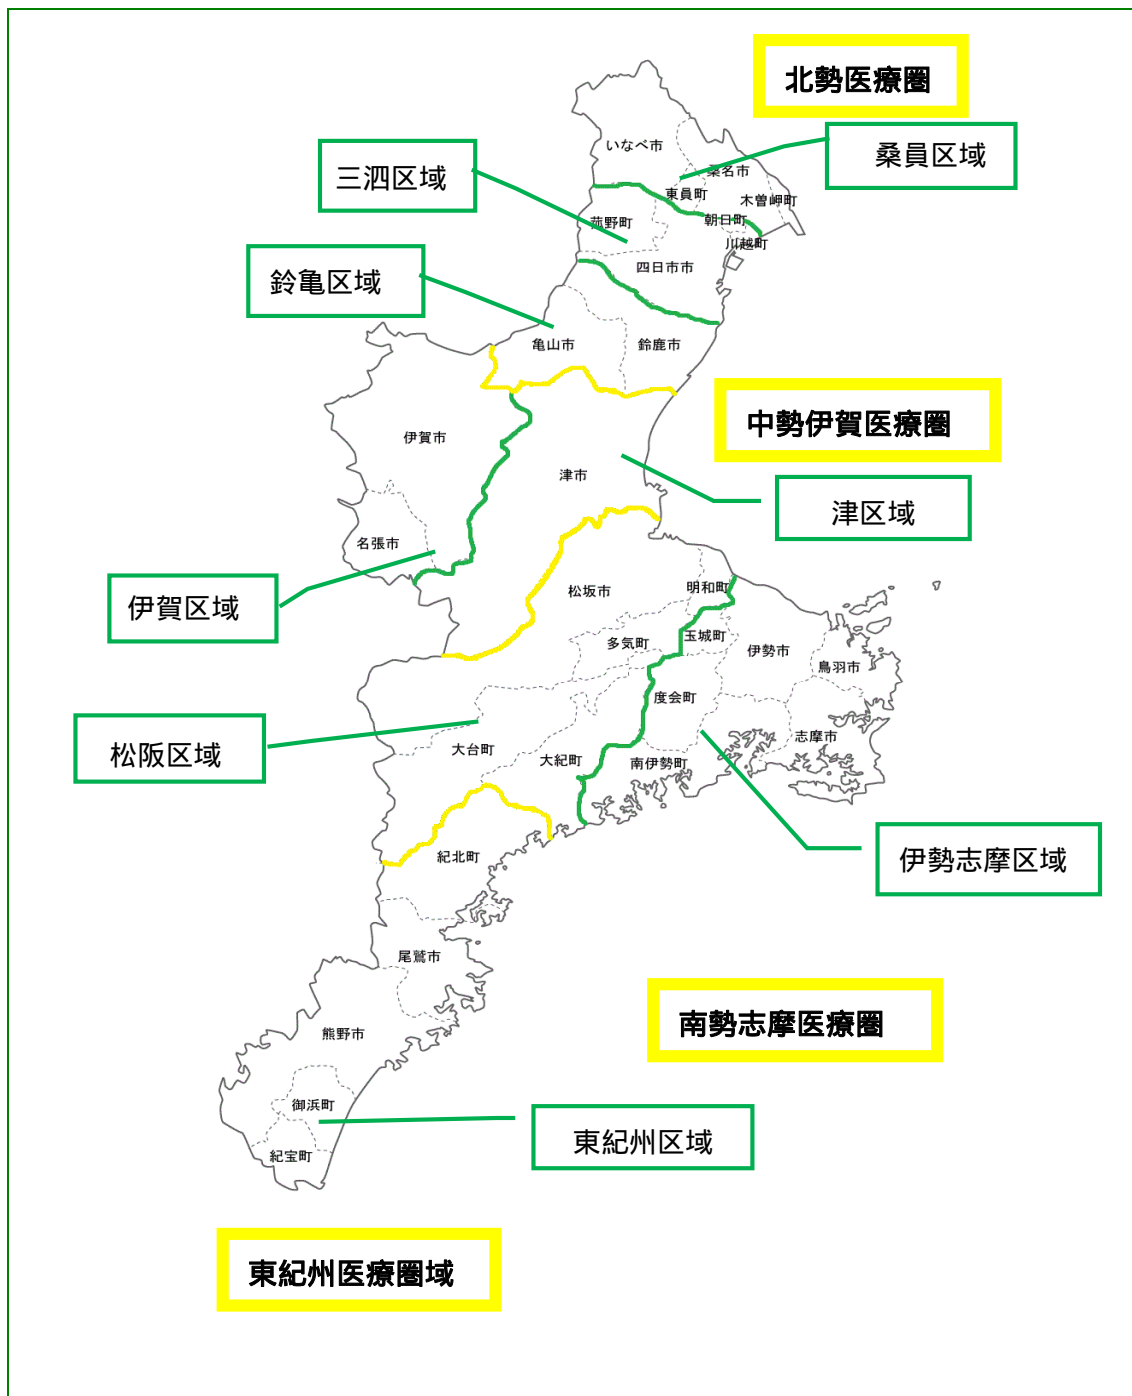 北勢医療圏
桑員区域
三泗区域
いなべ市
桑名市
東員町
木曽岬町
菰野町
朝日町
川越町
四日市市
鈴亀区域
亀山市
鈴鹿市
中勢伊賀医療圏
伊賀市
津市
津区域
名張市
伊賀区域
松坂市
明和町
多気町
玉城町
伊勢市
鳥羽市
度会町
松阪区域
大台町
大紀町
南伊勢町
志摩市
伊勢志摩区域
紀北町
尾鷲市
南勢志摩医療圏
熊野市
御浜町
東紀州区域
紀宝町
東紀州医療圏域